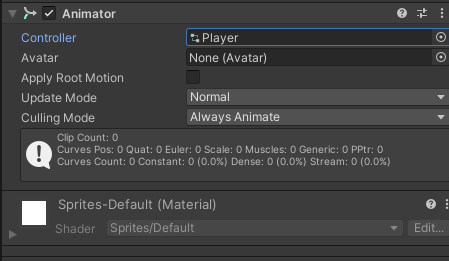 Animator
Controller Player
Avatar None (Avatar)
Apply Root Motion
Update Mode Normal
Culling Mode Always Animate
Clip Count: 0
Curves Pos: 0 Quat: 0 Euler: 0 Scale: 0 Muscles: 0 Generic: 0 PPtr: 0
Curves Count: 0 Constant: 0 (0.0%) Dense: 0 (0.0%) Stream: 0 (0.0%)
Sprites-Default (Material)
Shader Sprites/Default Edit...